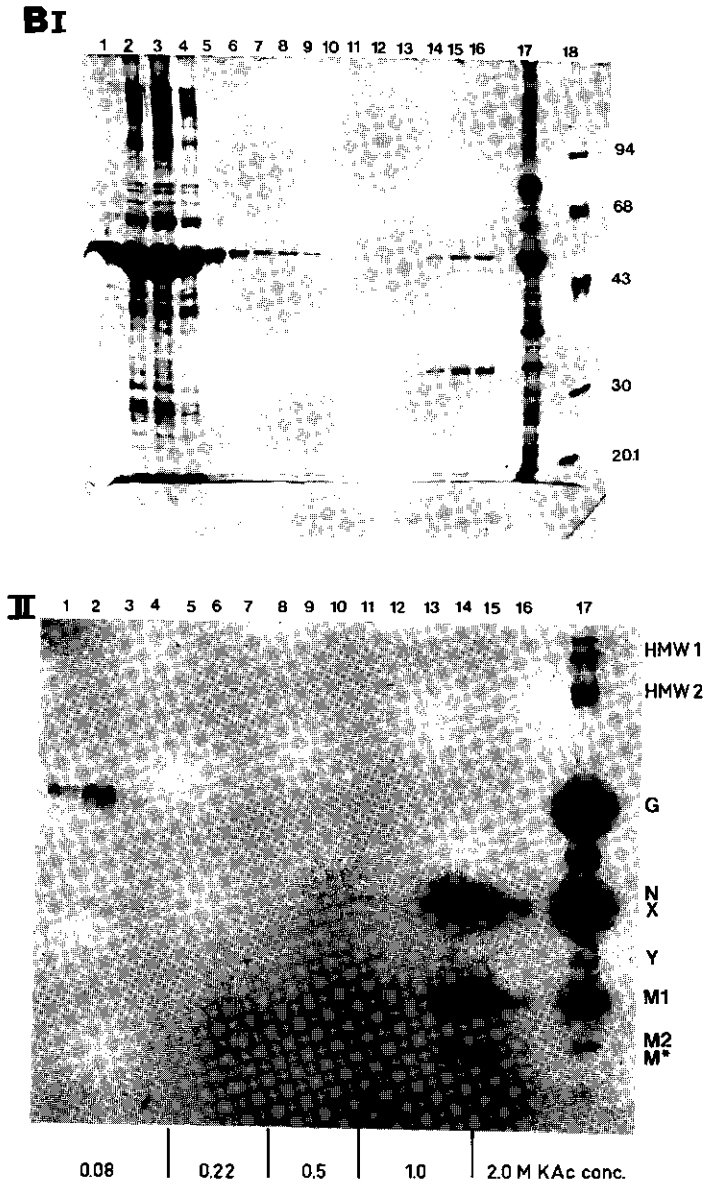 BI
1 2 3 4 5 6 7 8 9 10 11 12 13 14 15 16 17 18
94
68
43
30
20.1
II
1 2 3 4 5 6 7 8 9 10 11 12 13 14 15 16 17
HMW 1
HMW 2
G
N
X
Y
M1
M2
M*
0.08 0.22 0.5 1.0 2.0 M KAc conc.